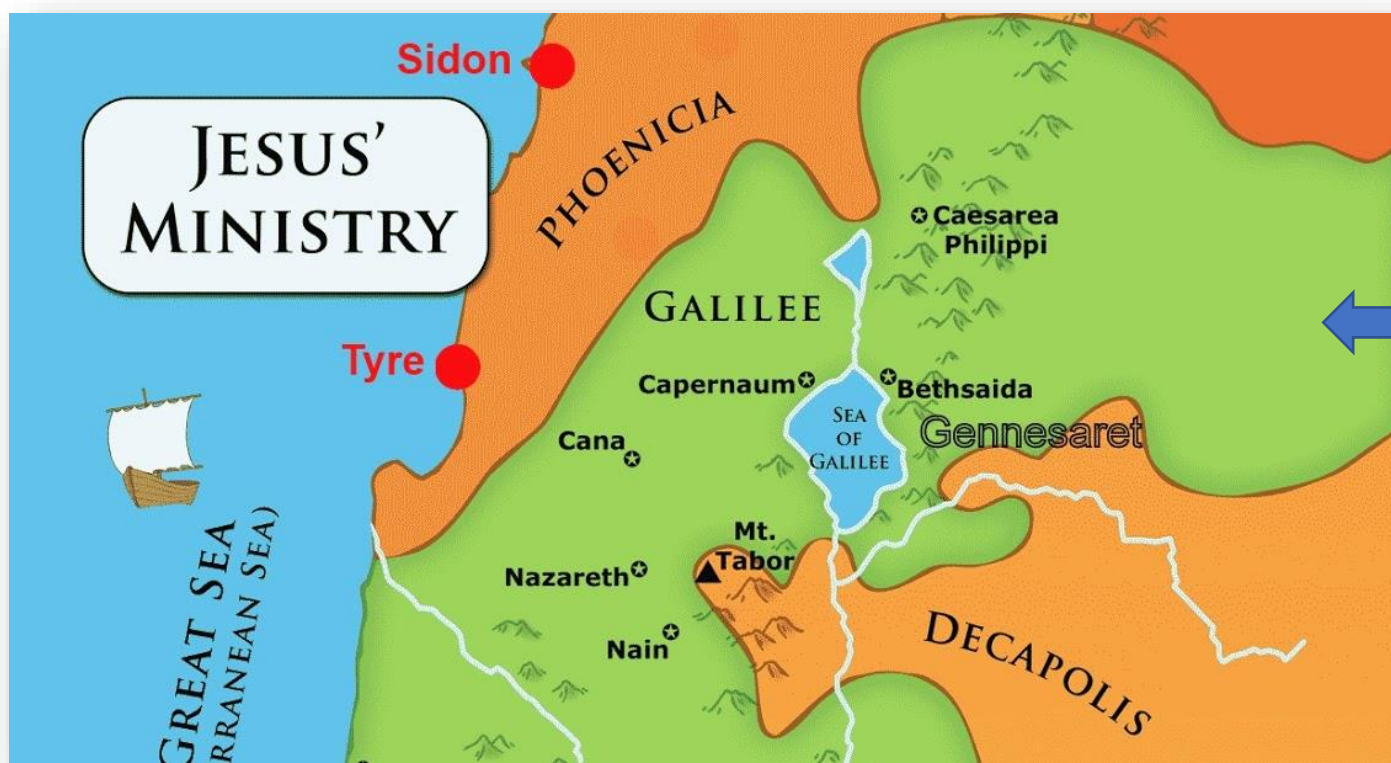 Sidon
JESUS’
MINISTRY
PHOENICIA
Caesarea
Philippi
GALILEE
Tyre
Capernaum
Bethsaida
SEA
OF
GALILEE
Gennesaret
Cana
Mt.
Tabor
Nazareth
Nain
DECAPOLIS
GREAT SEA
RRANEAN SEA)